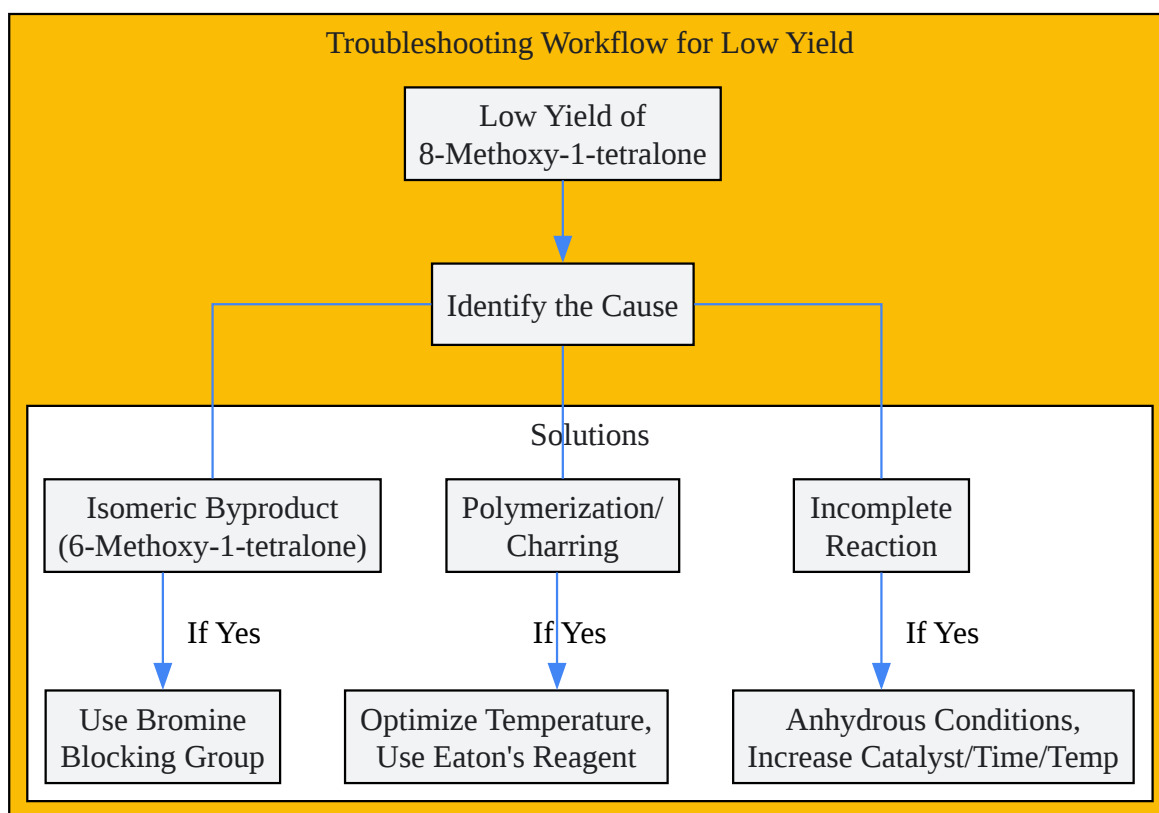 Troubleshooting Workflow for Low Yield
Low Yield of
8-Methoxy-1-tetralone
Identify the Cause
Solutions
Isomeric Byproduct
(6-Methoxy-1-tetralone)
Polymerization/
Charring
Incomplete
Reaction
If Yes
If Yes
If Yes
Use Bromine
Blocking Group
Optimize Temperature,
Use Eaton's Reagent
Anhydrous Conditions,
Increase Catalyst/Time/Temp